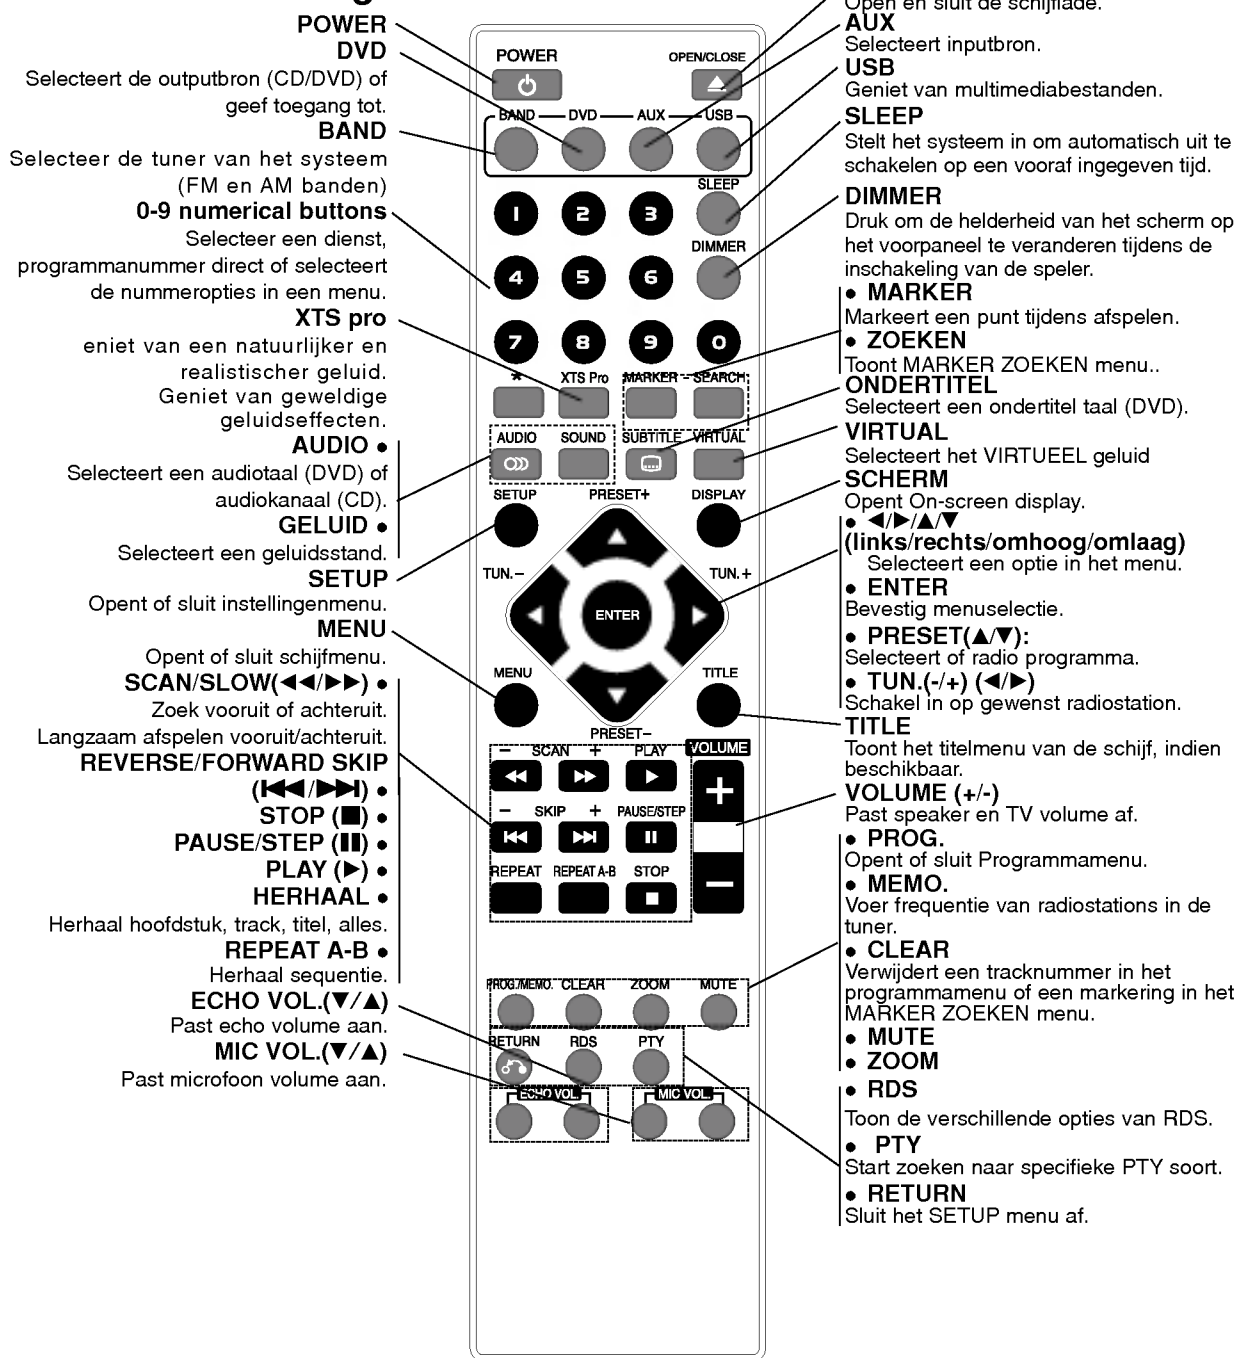 POWER
DVD
Selecteert de outputbron (CD/DVD) of
geef toegang tot.
BAND
Selecteer de tuner van het systeem
(FM en AM banden)
0-9 numerical buttons
Selecteer een dienst,
programmanummer direct of selecteert
de nummeropties in een menu.
XTS pro
eniet van een natuurlijker en
realistischer geluid.
Geniet van geweldige
geluidseffecten.
AUDIO •
Selecteert een audiotaal (DVD) of
audiokanaal (CD).
GELUID •
Selecteert een geluidsstand.
SETUP
Opent of sluit instellingenmenu.
MENU
Opent of sluit schijfmenu.
SCAN/SLOW(◄◄/►►) •
Zoek vooruit of achteruit.
Langzaam afspelen vooruit/achteruit.
REVERSE/FORWARD SKIP
(I◄◄/►►I) •
STOP (■) •
PAUSE/STEP (II) •
PLAY (►) •
HERHAAL •
Herhaal hoofdstuk, track, titel, alles.
REPEAT A-B •
Herhaal sequentie.
ECHO VOL.(▼/▲)
Past echo volume aan.
MIC VOL.(▼/▲)
Past microfoon volume aan.
POWER
OPEN/CLOSE
BAND DVD AUX USB
SLEEP
1 2 3
DIMMER
4 5 6
7 8 9 0
* XTS Pro MARKER SEARCH
AUDIO SOUND SUBTITLE VIRTUAL
SETUP PRESET+ DISPLAY
TUN.– TUN.+
ENTER
MENU TITLE
PRESET–
– SCAN + PLAY VOLUME
+
– SKIP + PAUSE/STEP
REPEAT REPEAT A-B STOP
–
PROG./MEMO. CLEAR ZOOM MUTE
RETURN RDS PTY
ECHO VOL. MIC VOL.
Open en sluit de schijflade.
AUX
Selecteert inputbron.
USB
Geniet van multimediabestanden.
SLEEP
Stelt het systeem in om automatisch uit te
schakelen op een vooraf ingegeven tijd.
DIMMER
Druk om de helderheid van het scherm op
het voorpaneel te veranderen tijdens de
inschakeling van de speler.
• MARKER
Markeert een punt tijdens afspelen.
• ZOEKEN
Toont MARKER ZOEKEN menu..
ONDERTITEL
Selecteert een ondertitel taal (DVD).
VIRTUAL
Selecteert het VIRTUEEL geluid
SCHERM
Opent On-screen display.
• ◄/►/▲/▼
(links/rechts/omhoog/omlaag)
Selecteert een optie in het menu.
• ENTER
Bevestig menuselectie.
• PRESET(▲/▼):
Selecteert of radio programma.
• TUN.(-/+) (◄/►)
Schakel in op gewenst radiostation.
TITLE
Toont het titelmenu van de schijf, indien
beschikbaar.
VOLUME (+/-)
Past speaker en TV volume af.
• PROG.
Opent of sluit Programmamenu.
• MEMO.
Voer frequentie van radiostations in de
tuner.
• CLEAR
Verwijdert een tracknummer in het
programmamenu of een markering in het
MARKER ZOEKEN menu.
• MUTE
• ZOOM
• RDS
Toon de verschillende opties van RDS.
• PTY
Start zoeken naar specifieke PTY soort.
• RETURN
Sluit het SETUP menu af.